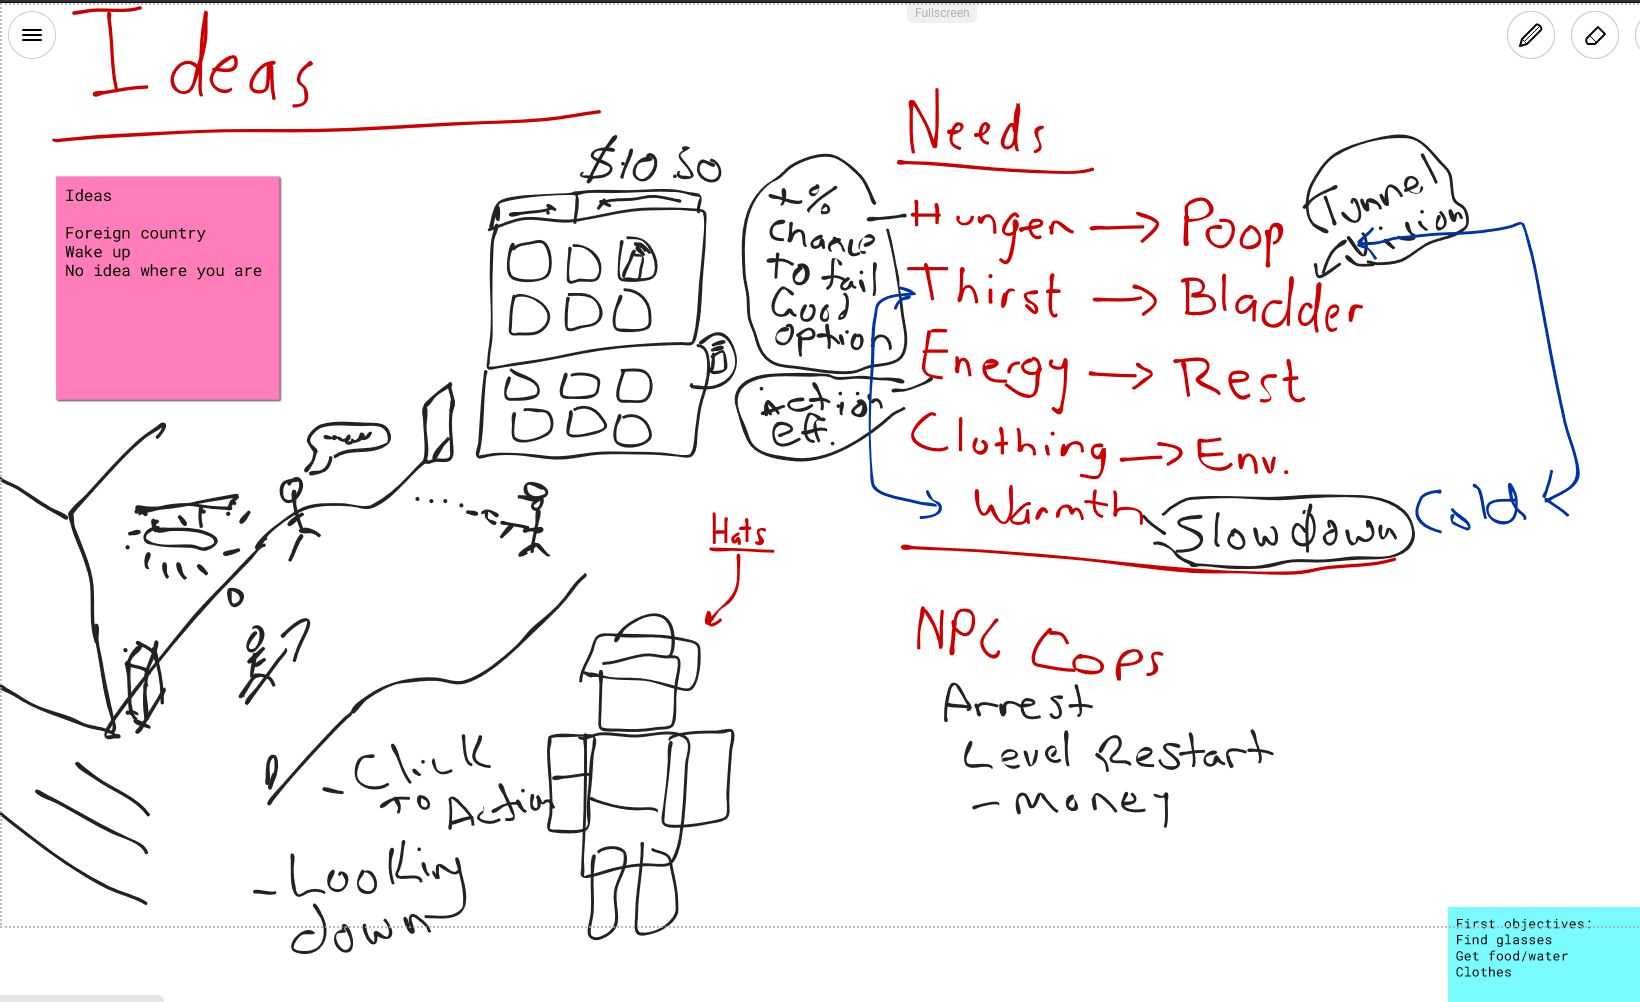 Fullscreen
Ideas
Ideas
Foreign country
Wake up
No idea where you are
$10.50
+%
Chance
To fail
Good
option
Action
eff.
Needs
Hunger → Poop
Thirst → Bladder
Energy → Rest
Clothing → Env.
Warmth
Slow down
Cold
Tunnel
Vision
Hats
- Click
To Action
- Looking
down
NPC Cops
Arrest
Level Restart
- Money
First objectives:
Find glasses
Get food/water
Clothes